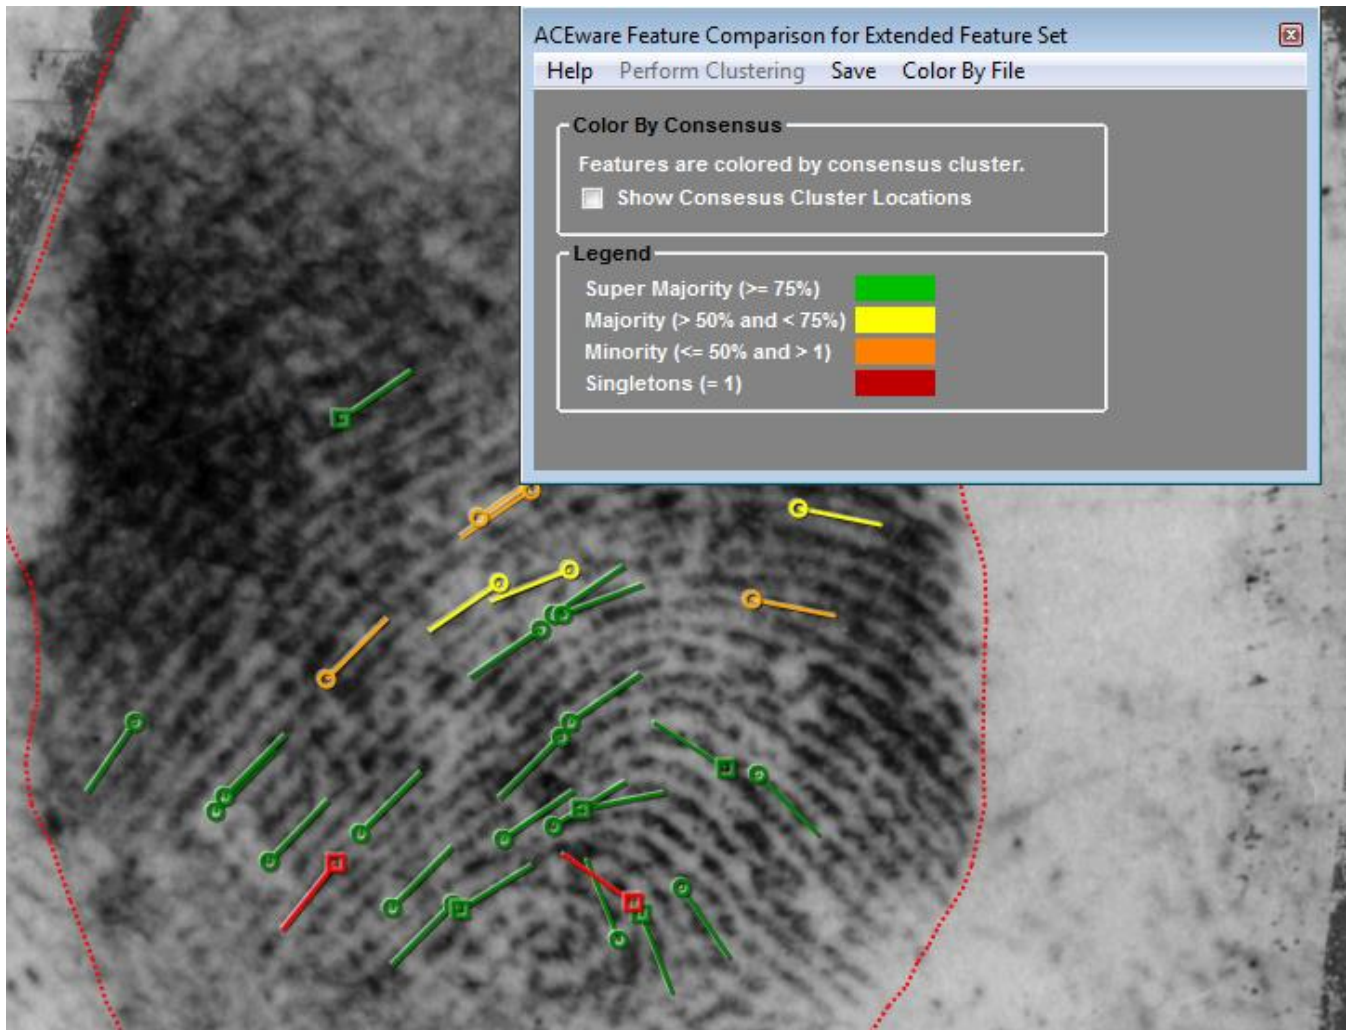 ACEware Feature Comparison for Extended Feature Set
Help Perform Clustering Save Color By File
Color By Consensus
Features are colored by consensus cluster.
Show Consesus Cluster Locations
Legend
Super Majority (>= 75%)
Majority (> 50% and < 75%)
Minority (<= 50% and > 1)
Singletons (= 1)